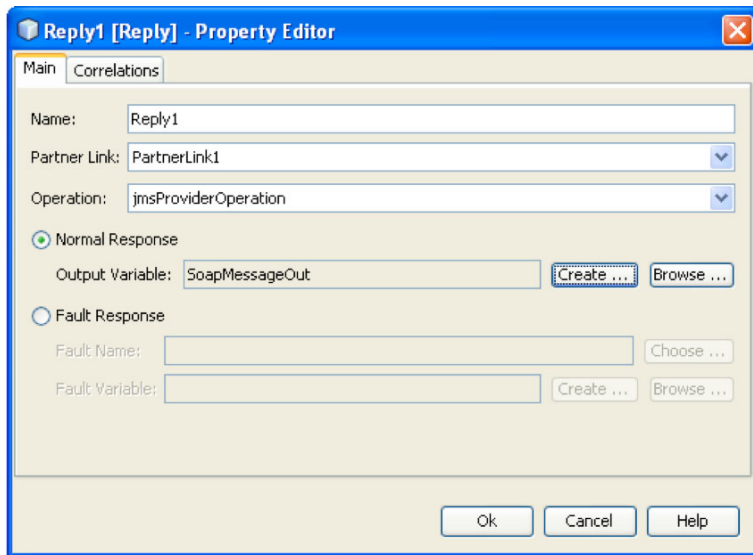 Reply1 [Reply] - Property Editor
Main Correlations
Name: Reply1
Partner Link: PartnerLink1
Operation: jmsProviderOperation
Normal Response
Output Variable: SoapMessageOut Create ... Browse ...
Fault Response
Fault Name: Choose ...
Fault Variable: Create ... Browse ...
Ok Cancel Help